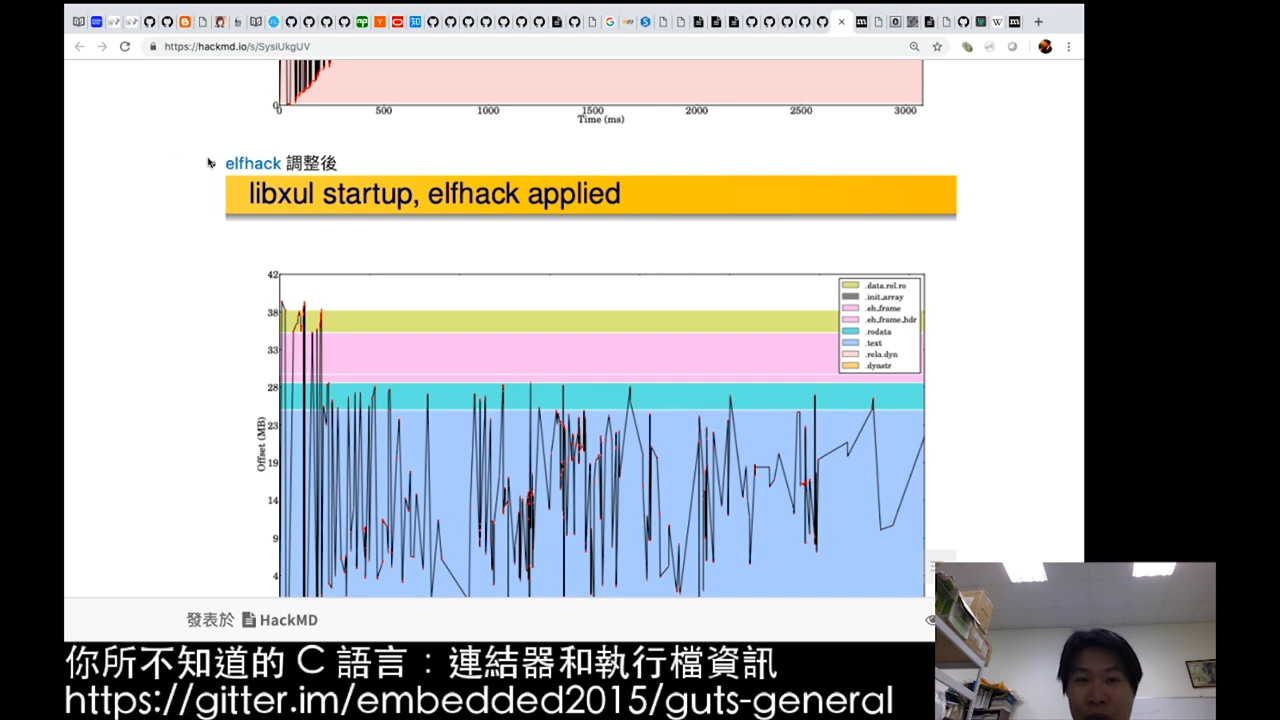 https://hackmd.io/s/SysiUkgUV
0
0 500 1000 1500 2000 2500 3000
Time (ms)
elfhack 調整後
libxul startup, elfhack applied
42
38
33
28
23
19
14
9
4
Offset (MB)
.data.rel.ro
.init_array
.eh_frame
.eh_frame_hdr
.rodata
.text
.rela.dyn
.dynstr
發表於 HackMD
你所不知道的 C 語言：連結器和執行檔資訊
https://gitter.im/embedded2015/guts-general